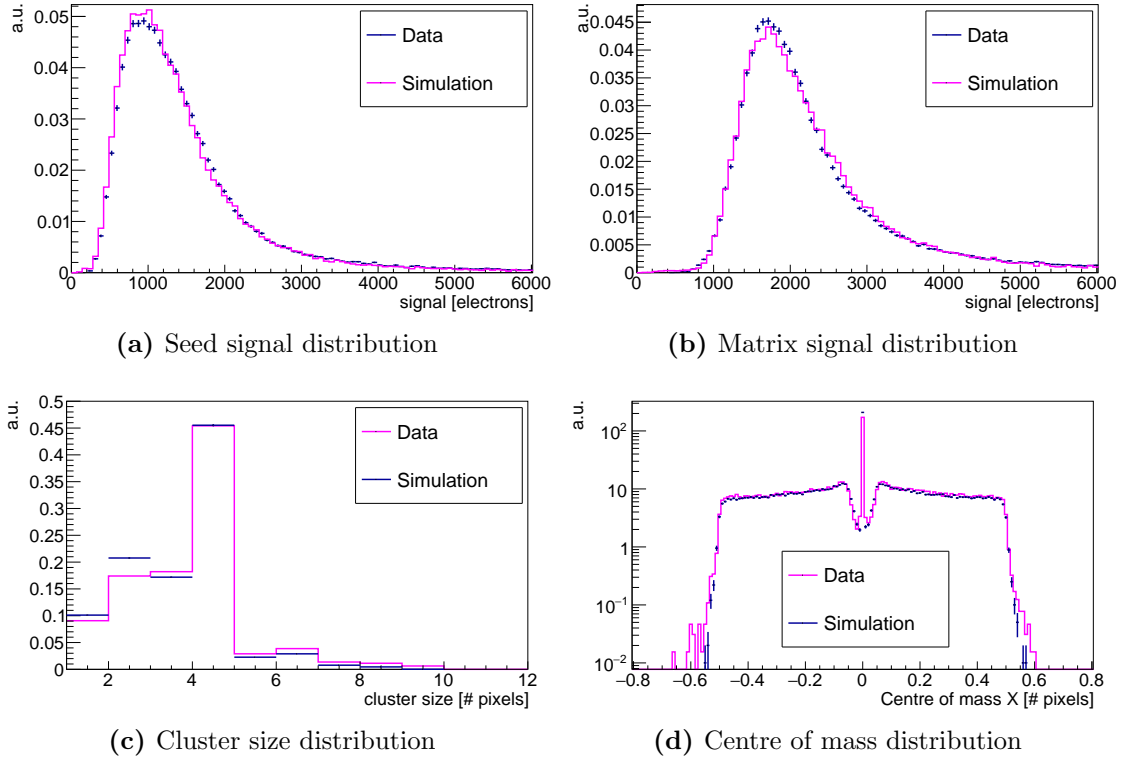 a.u.
0.05
0.04
0.03
0.02
0.01
0
Data
Simulation
0 1000 2000 3000 4000 5000 6000
signal [electrons]
(a) Seed signal distribution
a.u.
0.045
0.04
0.035
0.03
0.025
0.02
0.015
0.01
0.005
0
Data
Simulation
0 1000 2000 3000 4000 5000 6000
signal [electrons]
(b) Matrix signal distribution
a.u.
0.5
0.45
0.4
0.35
0.3
0.25
0.2
0.15
0.1
0.05
0
Data
Simulation
2 4 6 8 10 12
cluster size [# pixels]
(c) Cluster size distribution
a.u.
10²
10
1
10⁻¹
10⁻²
Data
Simulation
−0.8 −0.6 −0.4 −0.2 0 0.2 0.4 0.6 0.8
Centre of mass X [# pixels]
(d) Centre of mass distribution